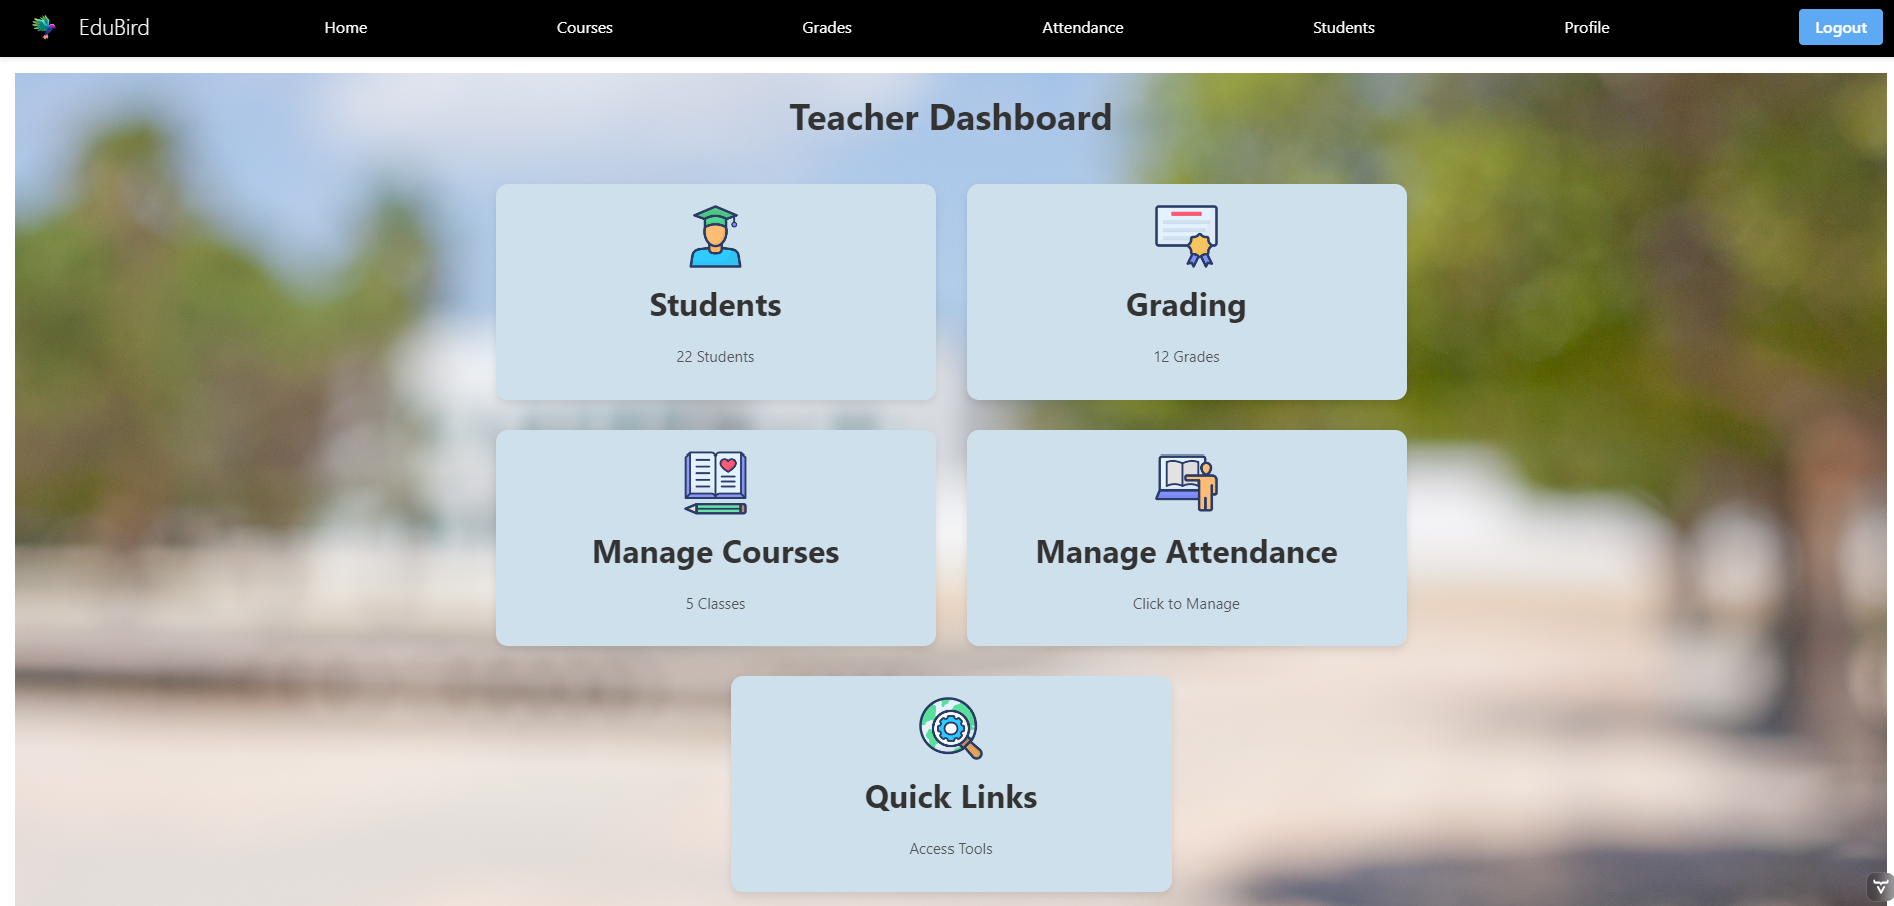 EduBird Home Courses Grades Attendance Students Profile Logout
Teacher Dashboard
Students
22 Students
Grading
12 Grades
Manage Courses
5 Classes
Manage Attendance
Click to Manage
Quick Links
Access Tools